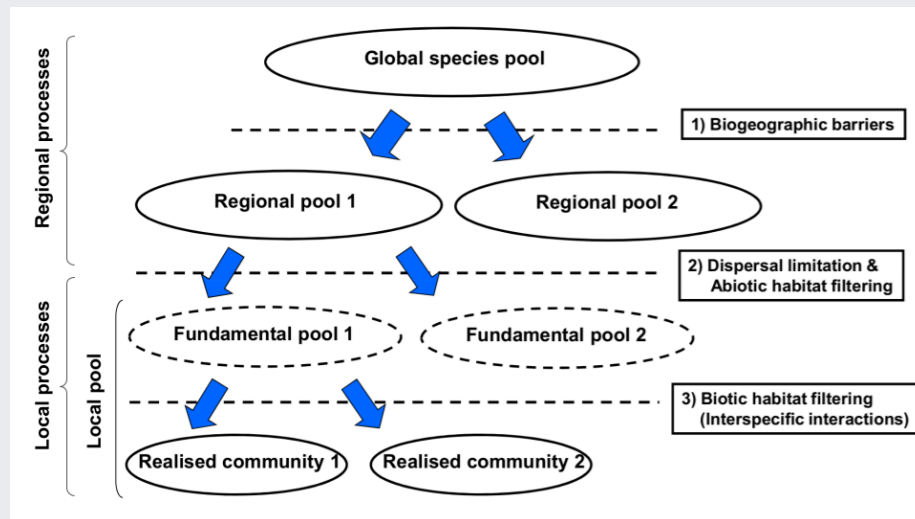 Global species pool
1) Biogeographic barriers
Regional processes
Regional pool 1
Regional pool 2
2) Dispersal limitation &
Abiotic habitat filtering
Fundamental pool 1
Fundamental pool 2
Local processes
Local pool
3) Biotic habitat filtering
(Interspecific interactions)
Realised community 1
Realised community 2